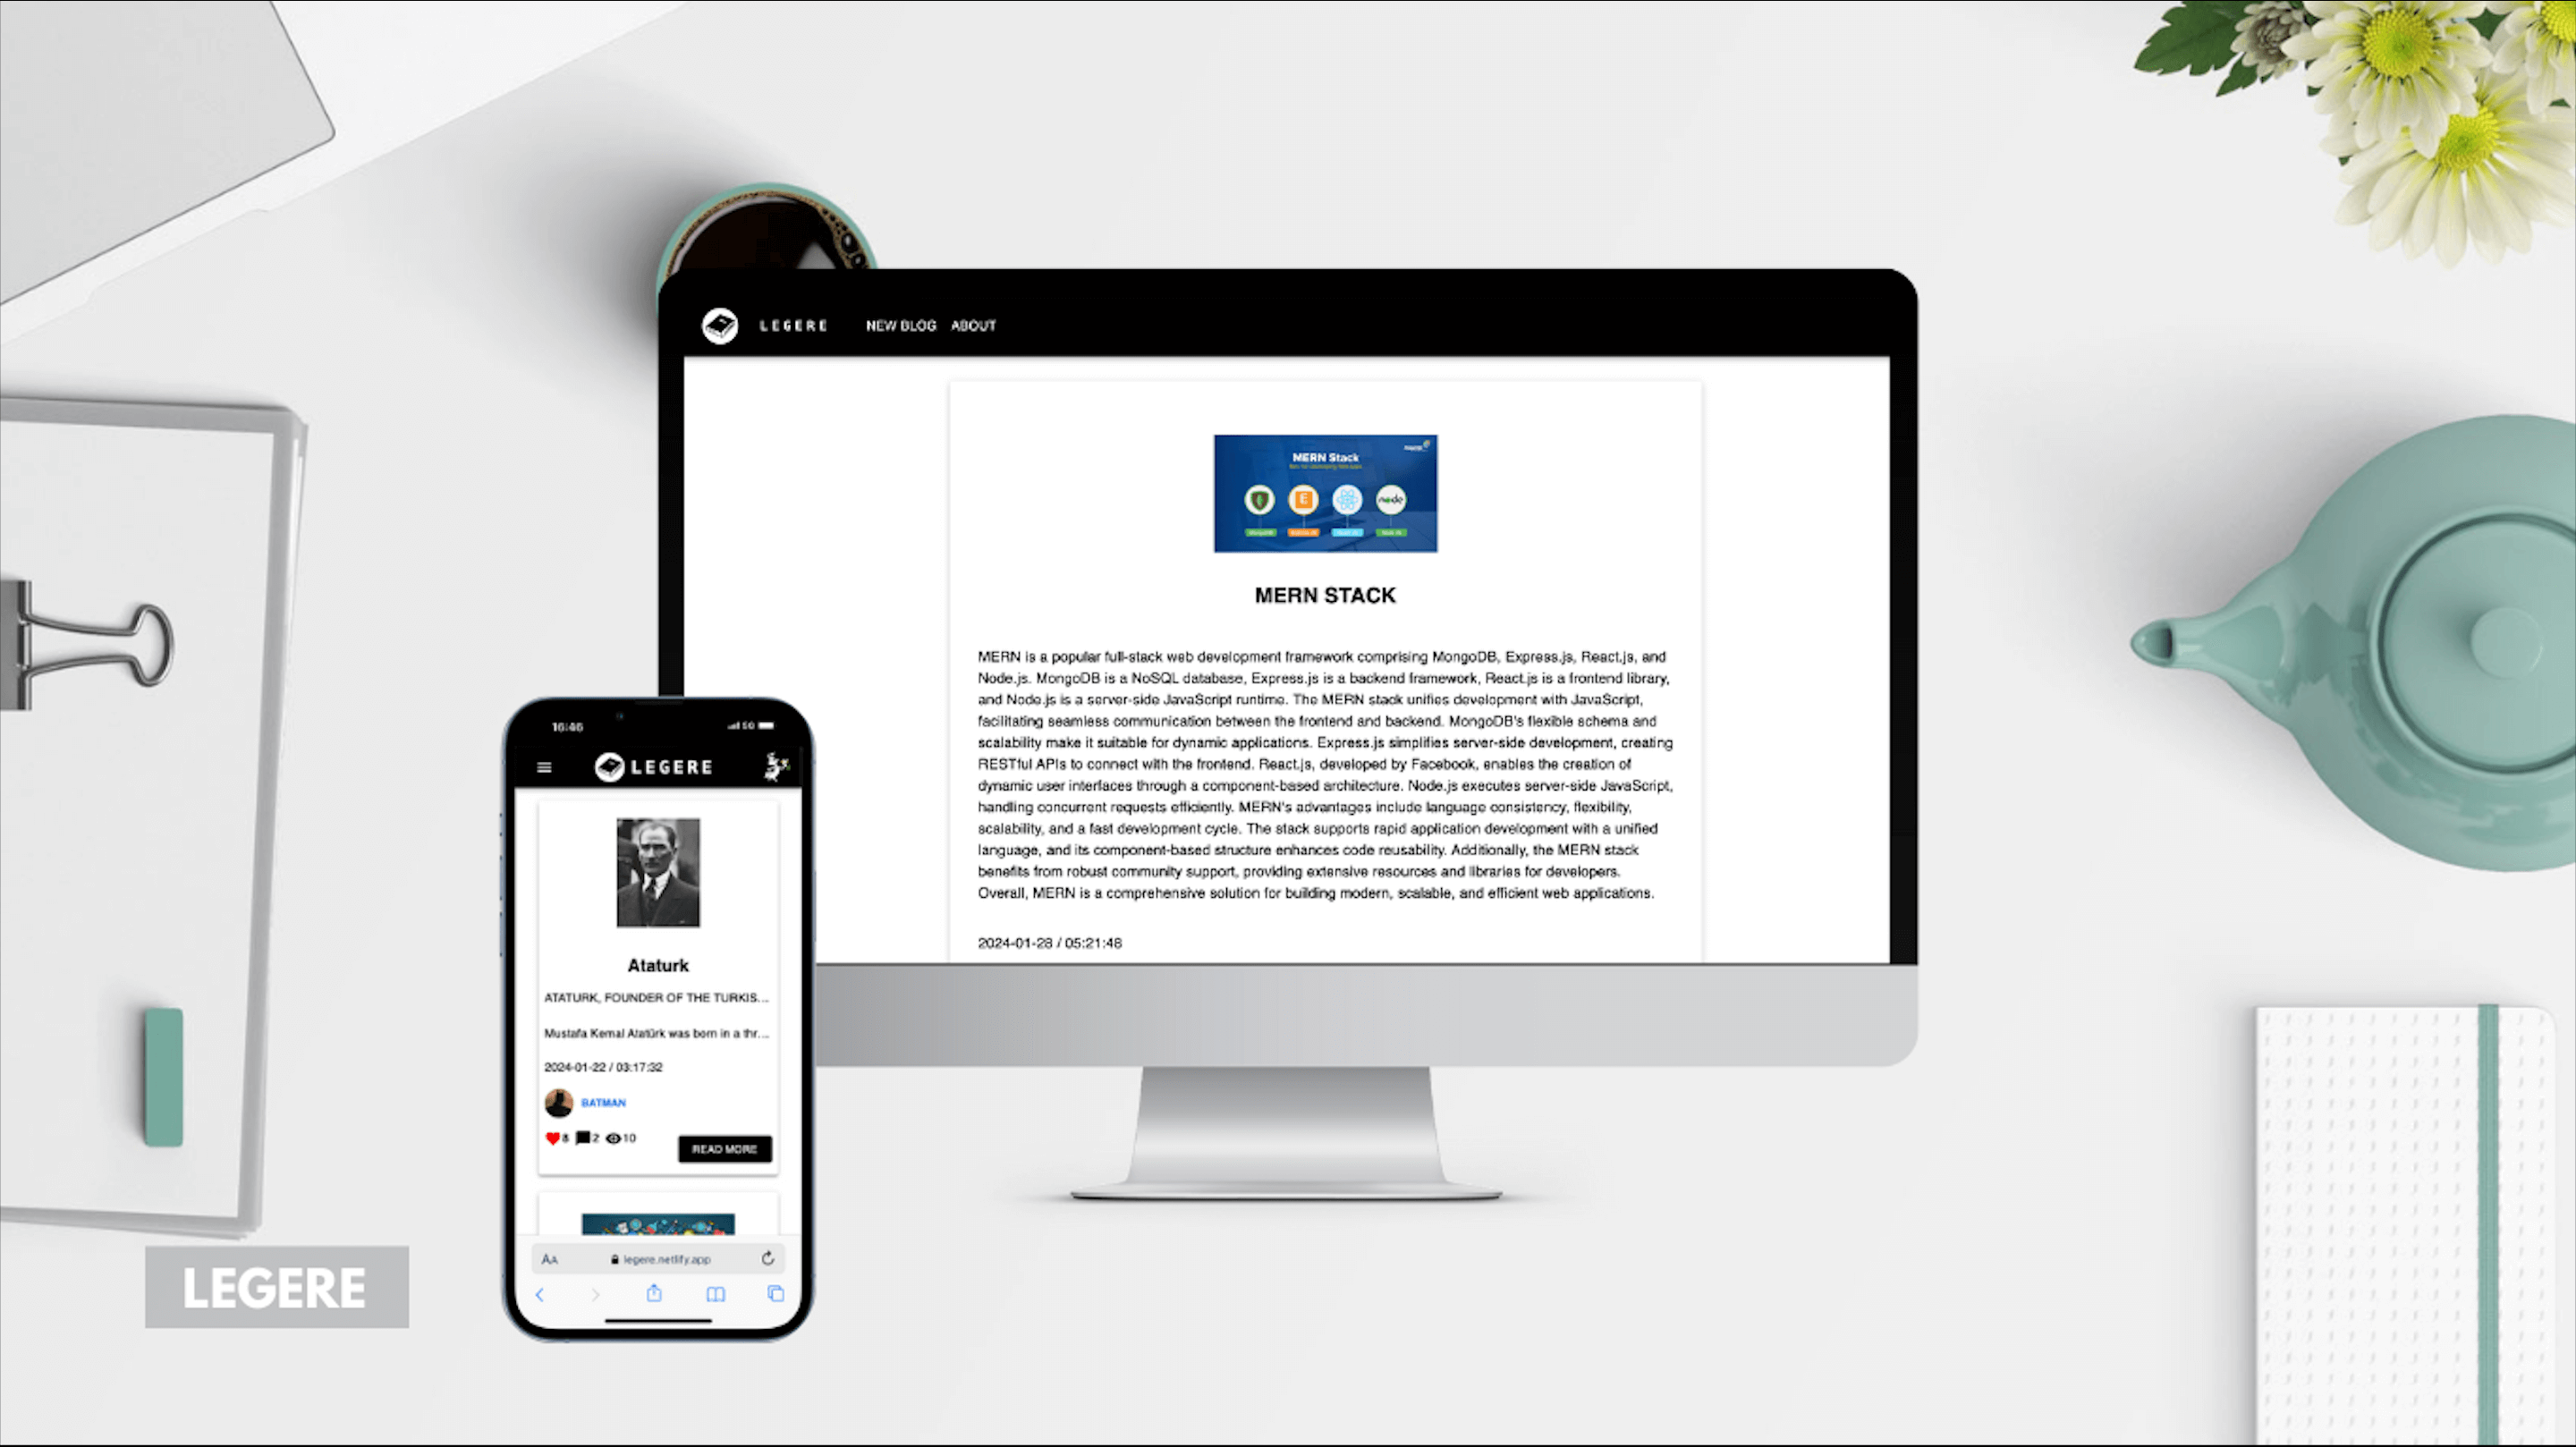 LEGERE
NEW BLOG
ABOUT
MERN Stack
E
node
MERN STACK
MERN is a popular full-stack web development framework comprising MongoDB, Express.js, React.js, and
Node.js. MongoDB is a NoSQL database, Express.js is a backend framework, React.js is a frontend library,
and Node.js is a server-side JavaScript runtime. The MERN stack unifies development with JavaScript,
facilitating seamless communication between the frontend and backend. MongoDB's flexible schema and
scalability make it suitable for dynamic applications. Express.js simplifies server-side development, creating
RESTful APIs to connect with the frontend. React.js, developed by Facebook, enables the creation of
dynamic user interfaces through a component-based architecture. Node.js executes server-side JavaScript,
handling concurrent requests efficiently. MERN's advantages include language consistency, flexibility,
scalability, and a fast development cycle. The stack supports rapid application development with a unified
language, and its component-based structure enhances code reusability. Additionally, the MERN stack
benefits from robust community support, providing extensive resources and libraries for developers.
Overall, MERN is a comprehensive solution for building modern, scalable, and efficient web applications.
2024-01-28 / 05:21:48
16:46
5G
LEGERE
Ataturk
ATATURK, FOUNDER OF THE TURKIS...
Mustafa Kemal Atatürk was born in a thr...
2024-01-22 / 03:17:32
BATMAN
8 2 10
READ MORE
AA
legere.netlify.app
LEGERE